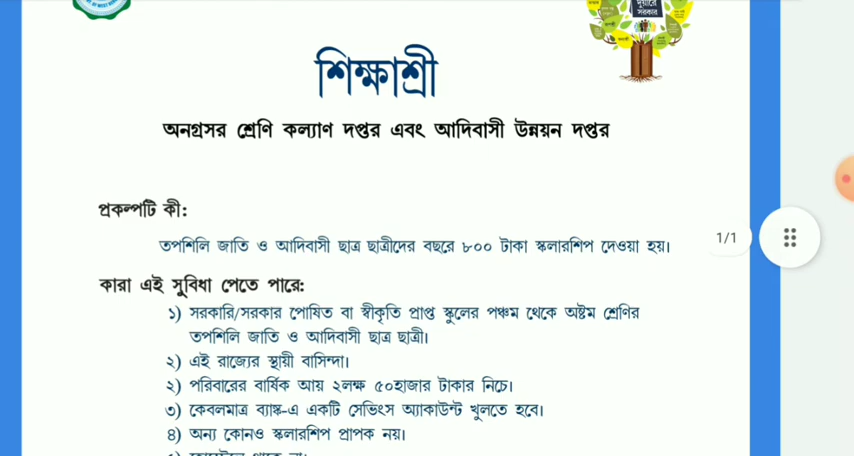 দুয়ারে
সরকার
শিক্ষাশ্রী
অনগ্রসর শ্রেণি কল্যাণ দপ্তর এবং আদিবাসী উন্নয়ন দপ্তর
প্রকল্পটি কী:
তপশিলি জাতি ও আদিবাসী ছাত্র ছাত্রীদের বছরে ৮০০ টাকা স্কলারশিপ দেওয়া হয়।
1/1
কারা এই সুবিধা পেতে পারে:
১) সরকারি/সরকার পোষিত বা স্বীকৃতি প্রাপ্ত স্কুলের পঞ্চম থেকে অষ্টম শ্রেণির
তপশিলি জাতি ও আদিবাসী ছাত্র ছাত্রী।
২) এই রাজ্যের স্থায়ী বাসিন্দা।
২) পরিবারের বার্ষিক আয় ২লক্ষ ৫০হাজার টাকার নিচে।
৩) কেবলমাত্র ব্যাঙ্ক-এ একটি সেভিংস অ্যাকাউন্ট খুলতে হবে।
৪) অন্য কোনও স্কলারশিপ প্রাপক নয়।